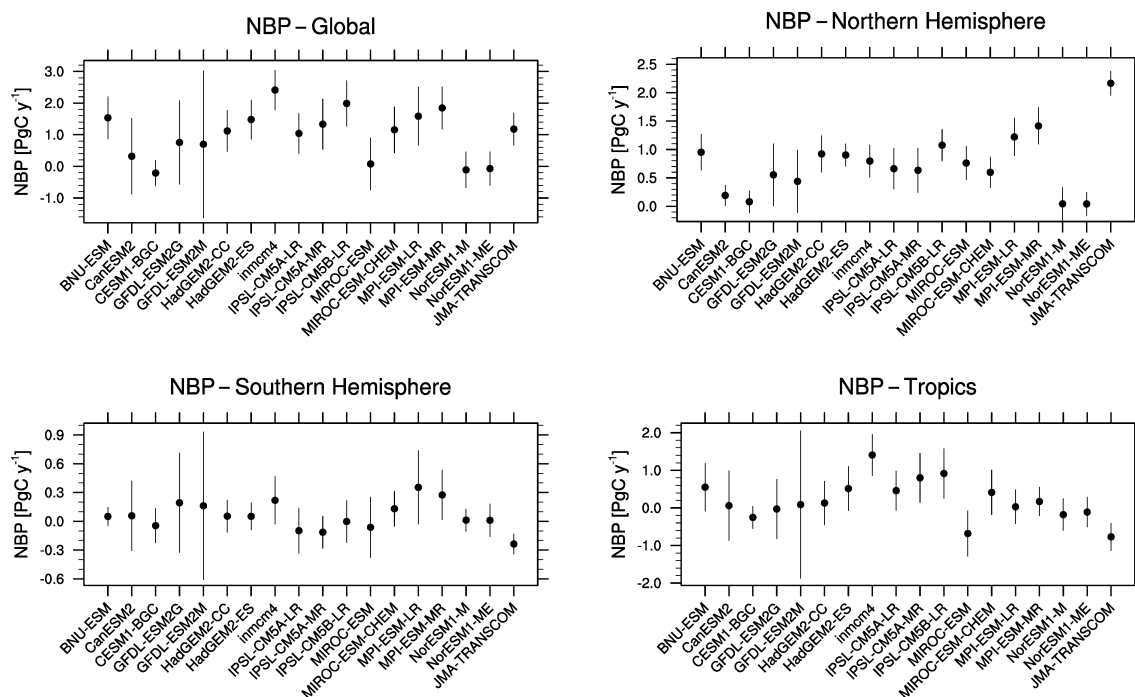 NBP – Global
NBP [PgC y-1]
3.0
2.0
1.0
0.0
-1.0
BNU-ESM
CanESM2
CESM1-BGC
GFDL-ESM2G
GFDL-ESM2M
HadGEM2-CC
HadGEM2-ES
inmcm4
IPSL-CM5A-LR
IPSL-CM5A-MR
IPSL-CM5B-LR
MIROC-ESM
MIROC-ESM-CHEM
MPI-ESM-LR
MPI-ESM-MR
NorESM1-M
NorESM1-ME
JMA-TRANSCOM
NBP – Northern Hemisphere
NBP [PgC y-1]
2.5
2.0
1.5
1.0
0.5
0.0
BNU-ESM
CanESM2
CESM1-BGC
GFDL-ESM2G
GFDL-ESM2M
HadGEM2-CC
HadGEM2-ES
inmcm4
IPSL-CM5A-LR
IPSL-CM5A-MR
IPSL-CM5B-LR
MIROC-ESM
MIROC-ESM-CHEM
MPI-ESM-LR
MPI-ESM-MR
NorESM1-M
NorESM1-ME
JMA-TRANSCOM
NBP – Southern Hemisphere
NBP [PgC y-1]
0.9
0.6
0.3
0.0
-0.3
-0.6
BNU-ESM
CanESM2
CESM1-BGC
GFDL-ESM2G
GFDL-ESM2M
HadGEM2-CC
HadGEM2-ES
inmcm4
IPSL-CM5A-LR
IPSL-CM5A-MR
IPSL-CM5B-LR
MIROC-ESM
MIROC-ESM-CHEM
MPI-ESM-LR
MPI-ESM-MR
NorESM1-M
NorESM1-ME
JMA-TRANSCOM
NBP – Tropics
NBP [PgC y-1]
2.0
1.0
0.0
-1.0
-2.0
BNU-ESM
CanESM2
CESM1-BGC
GFDL-ESM2G
GFDL-ESM2M
HadGEM2-CC
HadGEM2-ES
inmcm4
IPSL-CM5A-LR
IPSL-CM5A-MR
IPSL-CM5B-LR
MIROC-ESM
MIROC-ESM-CHEM
MPI-ESM-LR
MPI-ESM-MR
NorESM1-M
NorESM1-ME
JMA-TRANSCOM